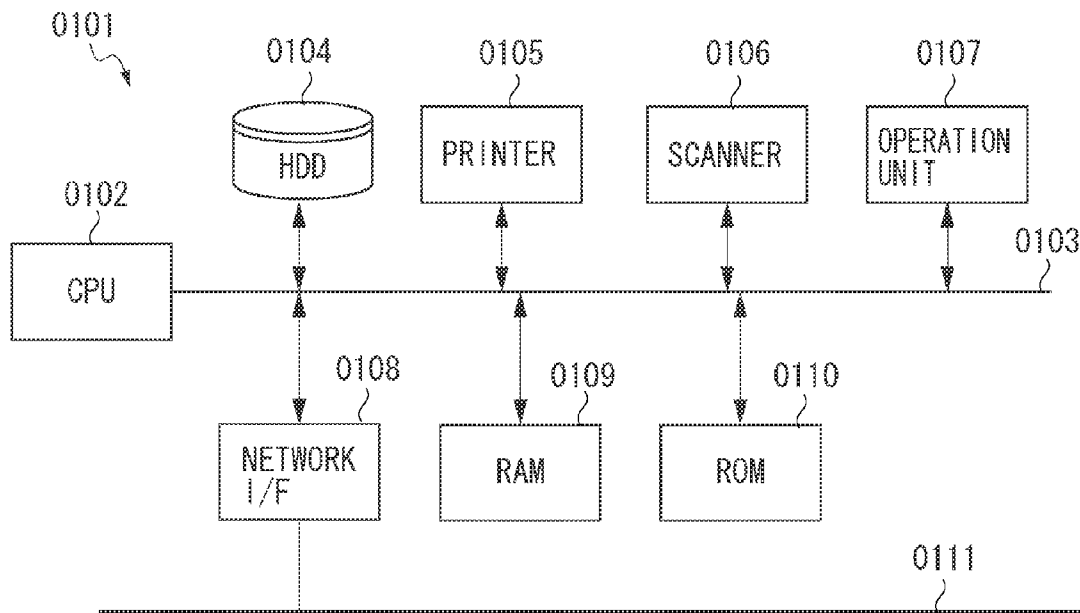 0101
0104
0105
0106
0107
HDD
PRINTER
SCANNER
OPERATION
UNIT
0102
CPU
0103
0108
0109
0110
NETWORK
I/F
RAM
ROM
0111